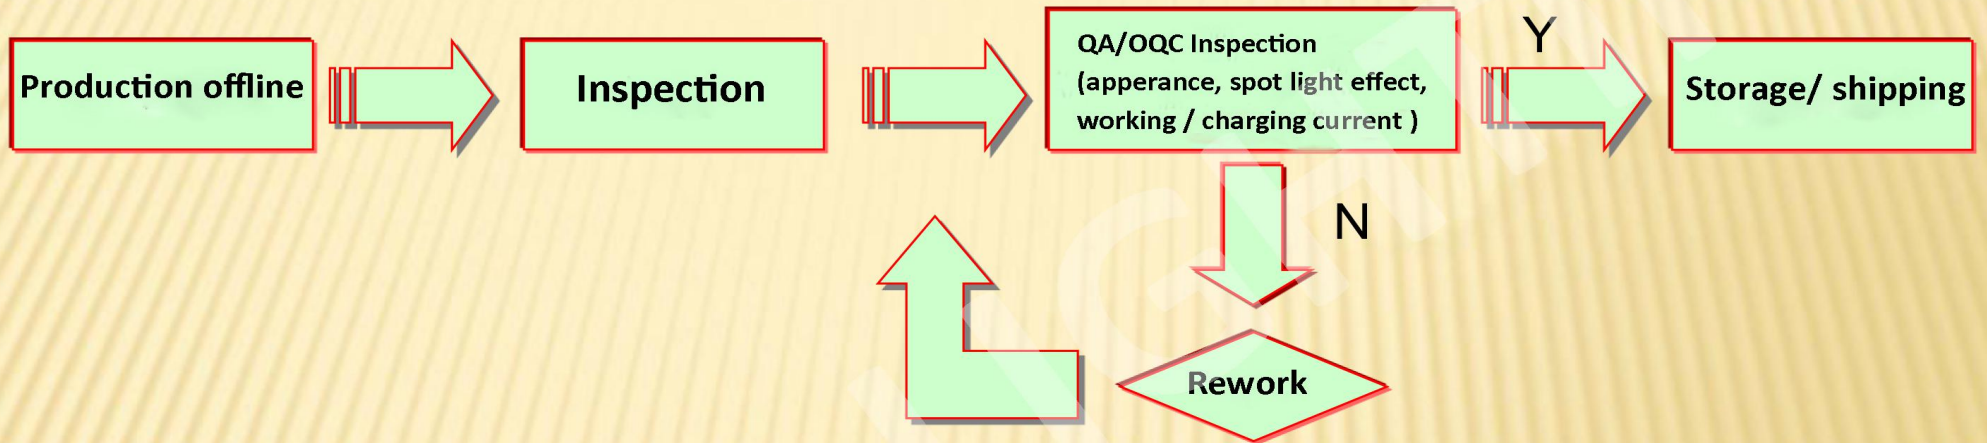 Production offline
Inspection
QA/OQC Inspection
(apperance, spot light effect,
working / charging current )
Y
Storage/ shipping
N
Rework